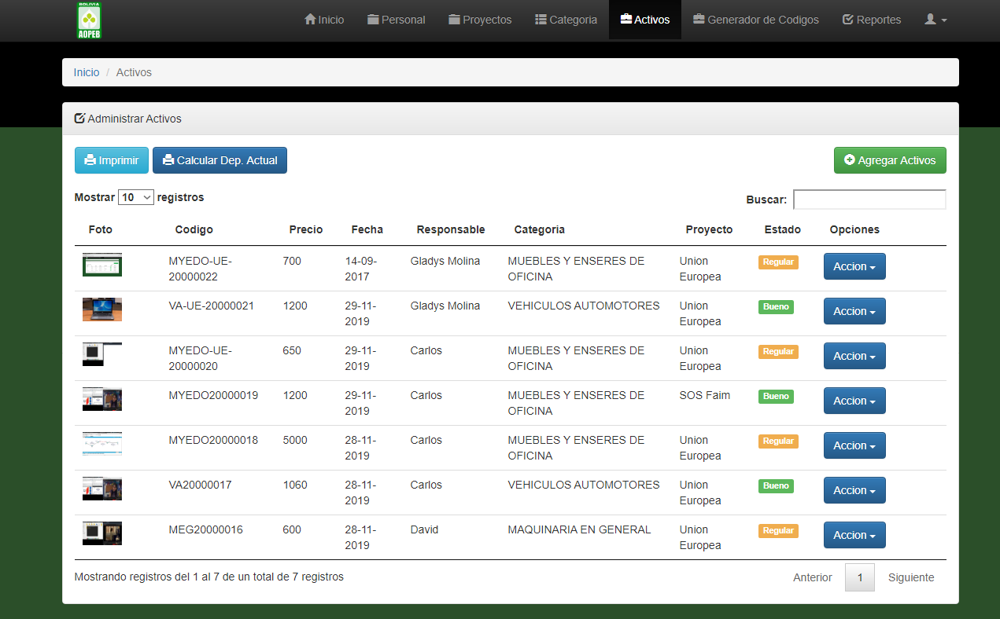 BOLIVIA
AOPEB
Inicio Personal Proyectos Categoria Activos Generador de Codigos Reportes
Inicio / Activos
Administrar Activos
Imprimir Calcular Dep. Actual Agregar Activos
Mostrar 10 registros Buscar:
Foto Codigo Precio Fecha Responsable Categoria Proyecto Estado Opciones
MYEDO-UE- 700 14-09- Gladys Molina MUEBLES Y ENSERES DE Union Regular Accion
20000022 2017 OFICINA Europea
VA-UE-20000021 1200 29-11- Gladys Molina VEHICULOS AUTOMOTORES Union Bueno Accion
2019 Europea
MYEDO-UE- 650 29-11- Carlos MUEBLES Y ENSERES DE Union Regular Accion
20000020 2019 OFICINA Europea
MYEDO20000019 1200 29-11- Carlos MUEBLES Y ENSERES DE SOS Faim Bueno Accion
2019 OFICINA
MYEDO20000018 5000 28-11- Carlos MUEBLES Y ENSERES DE Union Regular Accion
2019 OFICINA Europea
VA20000017 1060 28-11- Carlos VEHICULOS AUTOMOTORES Union Bueno Accion
2019 Europea
MEG20000016 600 28-11- David MAQUINARIA EN GENERAL Union Regular Accion
2019 Europea
Mostrando registros del 1 al 7 de un total de 7 registros Anterior 1 Siguiente